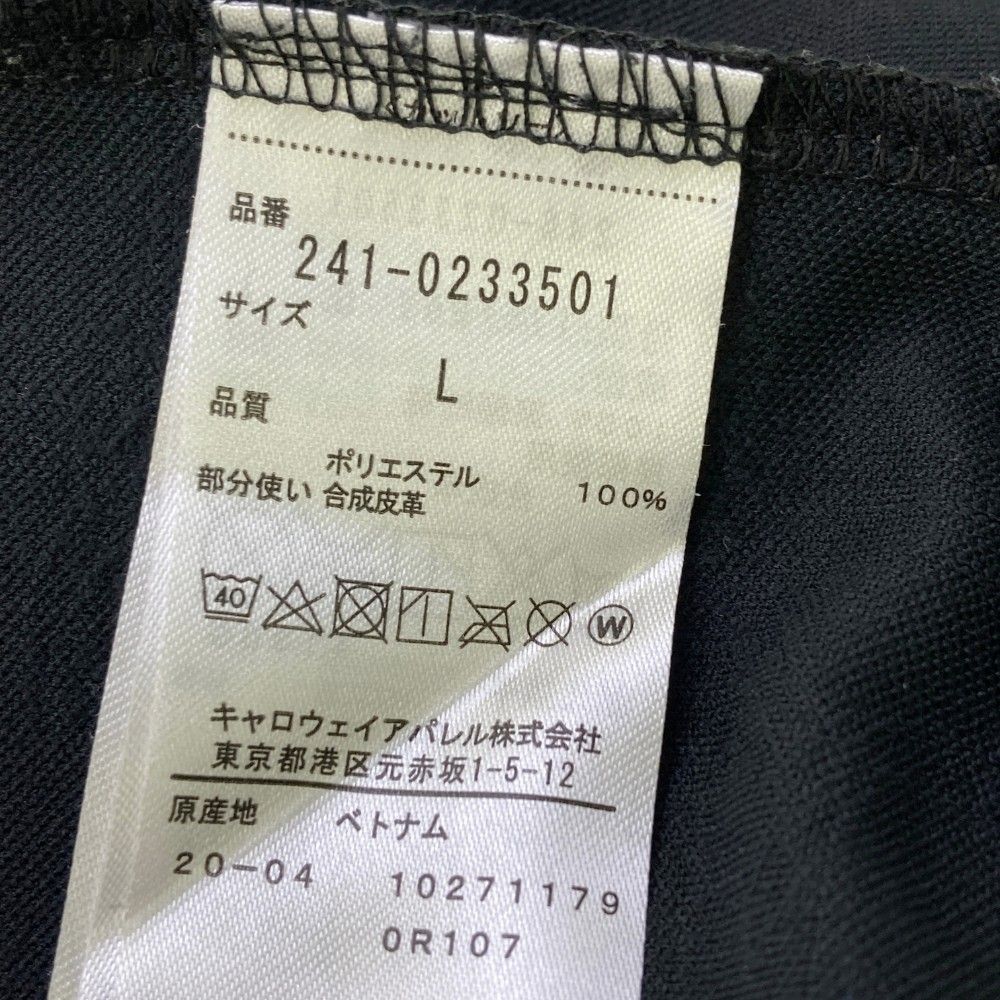 品番
241-0233501
サイズ
L
品質
ポリエステル 100%
部分使い 合成皮革
40
W
キャロウェイアパレル株式会社
東京都港区元赤坂1-5-12
原産地 ベトナム
20-04 10271179
0R107